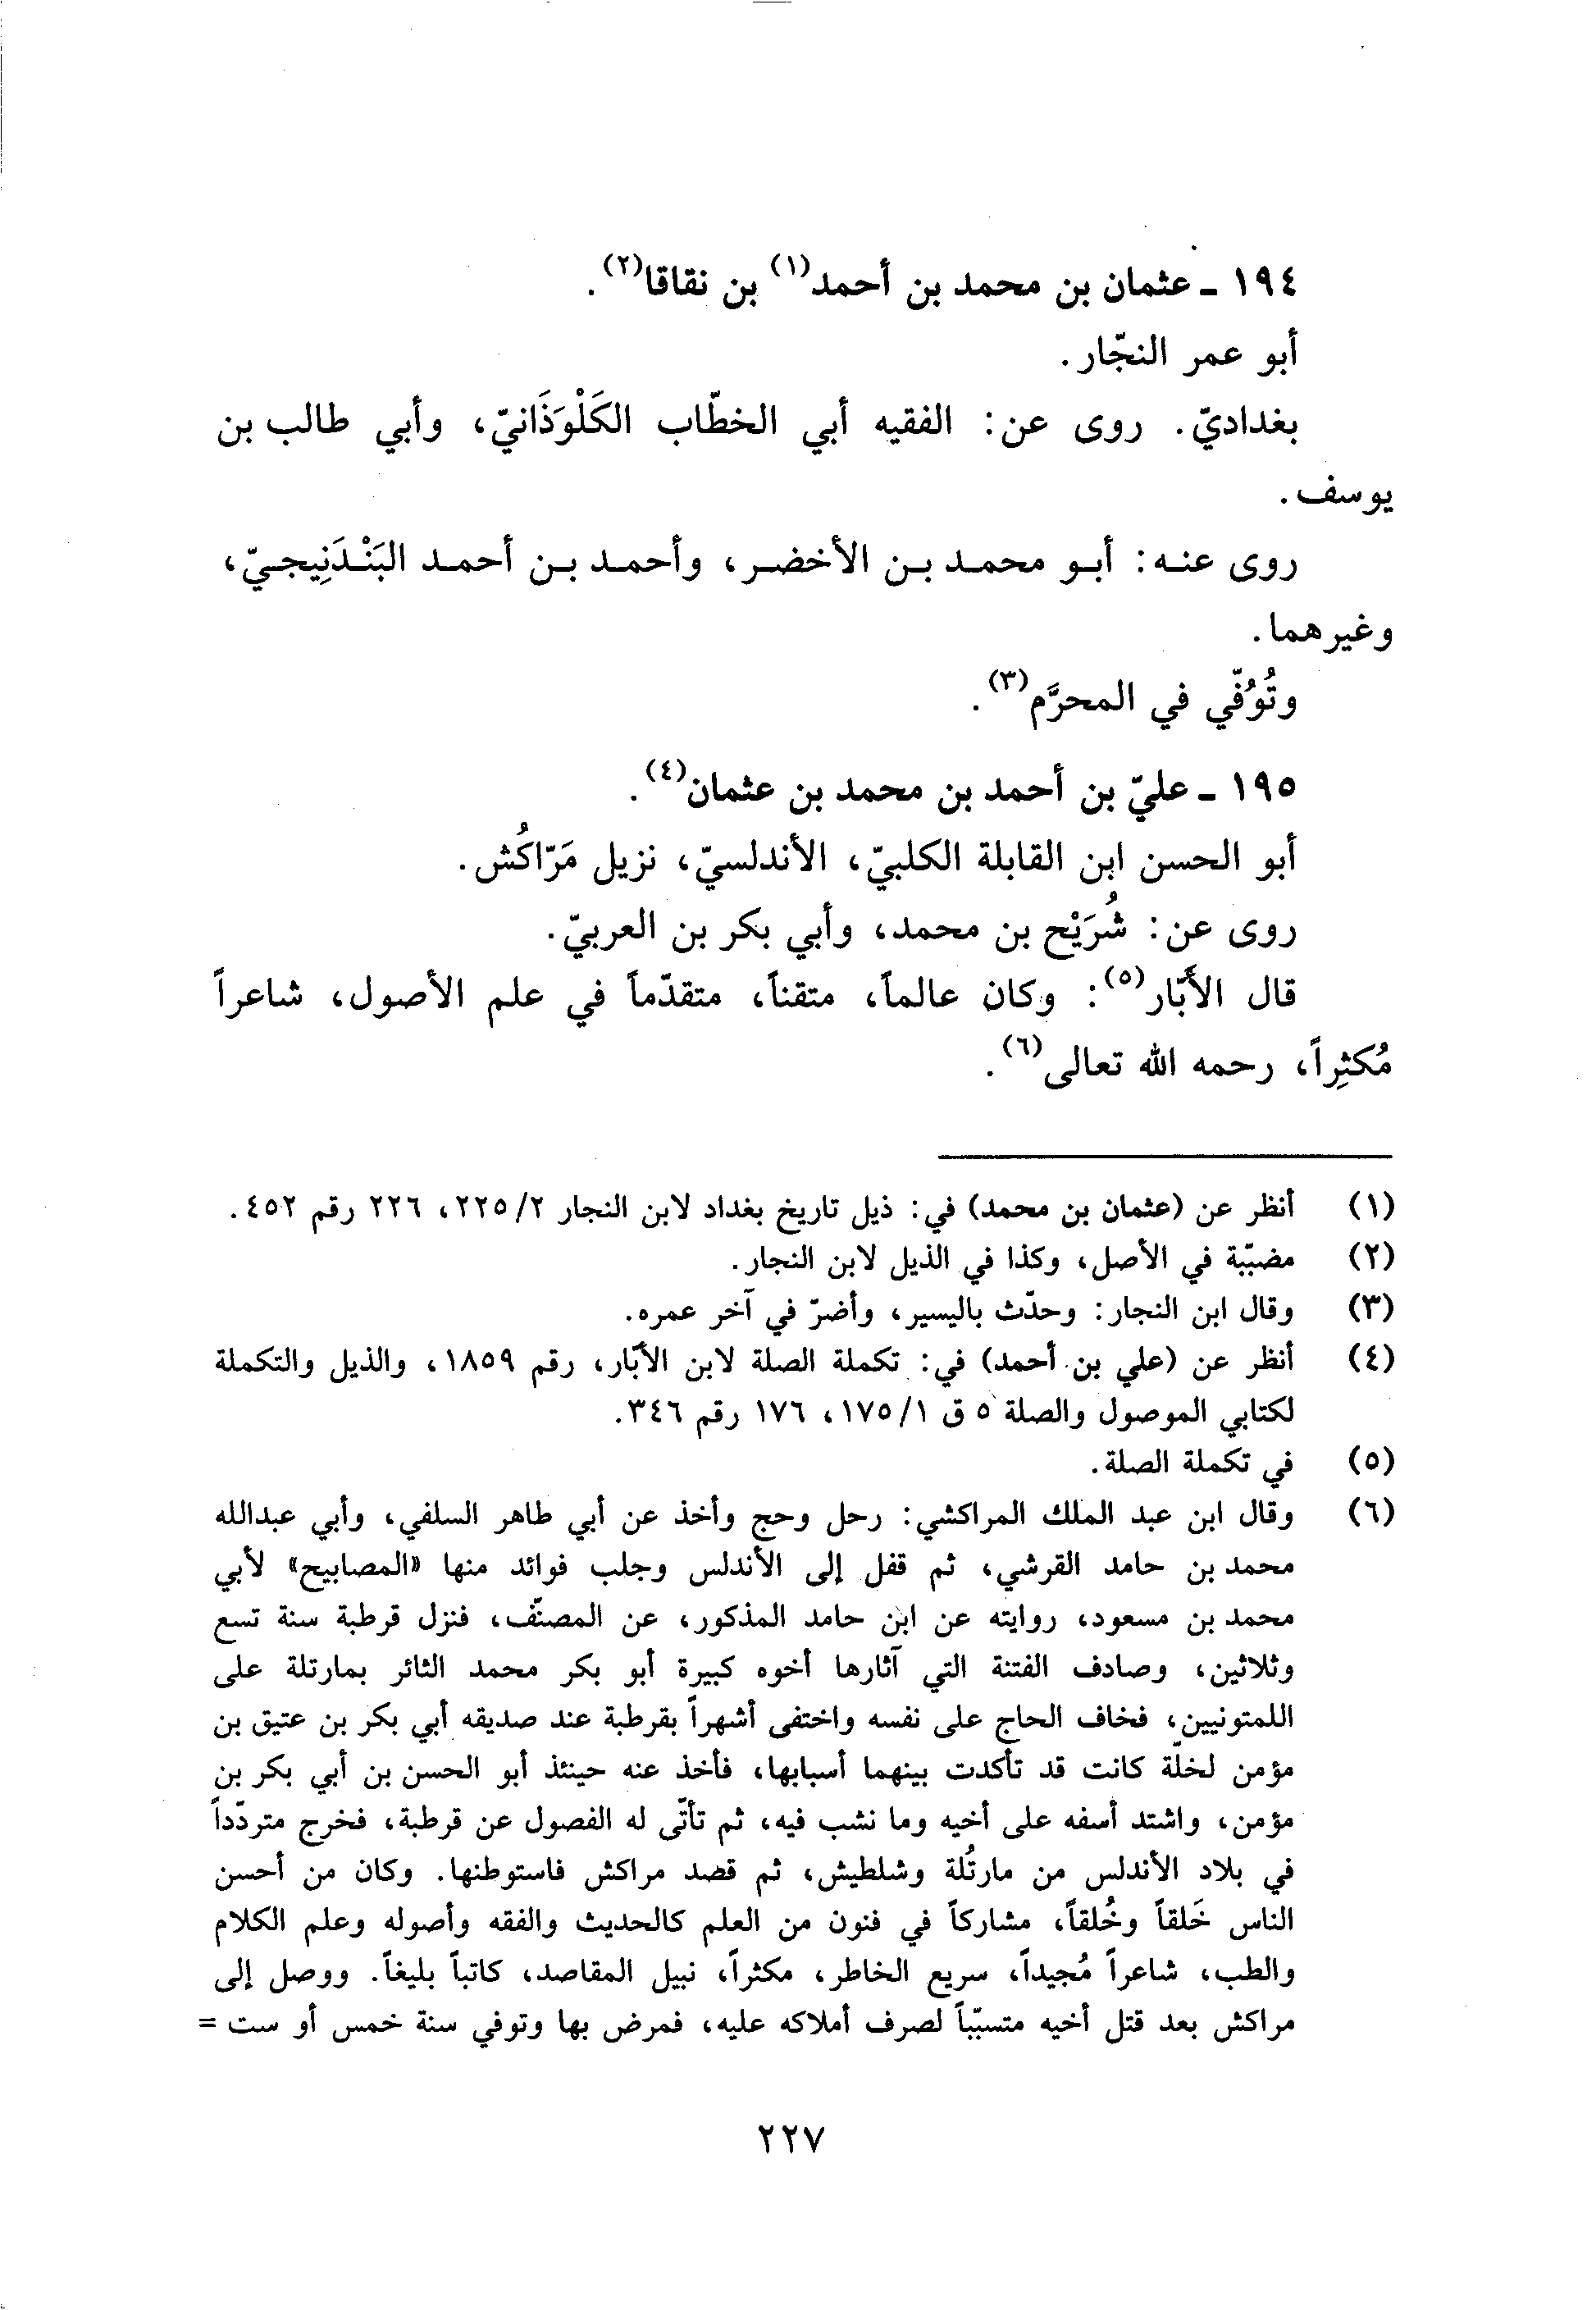 ١٩٤ ـ عثمان بن محمد بن أحمد(١) بن نقاقا(٢).
أبو عمر النجّار.
بغداديّ. روى عن: الفقيه أبي الخطّاب الكَلْوَذَانيّ، وأبي طالب بن
يوسف.
روى عنه: أبو محمد بن الأخضر، وأحمد بن أحمد البَنْدَنِيجيّ،
وغيرهما.
وتُوُفّي في المحرَّم(٣).
١٩٥ ـ عليّ بن أحمد بن محمد بن عثمان(٤).
أبو الحسن ابن القابلة الكلبيّ، الأندلسيّ، نزيل مَرّاكُش.
روى عن: شُرَيْح بن محمد، وأبي بكر بن العربيّ.
قال الأبّار(٥): وكان عالماً، متقناً، متقدّماً في علم الأصول، شاعراً
مُكثِراً، رحمه الله تعالى(٦).
(١) أنظر عن (عثمان بن محمد) في: ذيل تاريخ بغداد لابن النجار ٢/٢٢٥، ٢٢٦ رقم ٤٥٢.
(٢) مضبّبة في الأصل، وكذا في الذيل لابن النجار.
(٣) وقال ابن النجار: وحدّث باليسير، وأضرّ في آخر عمره.
(٤) أنظر عن (علي بن أحمد) في: تكملة الصلة لابن الأبّار، رقم ١٨٥٩، والذيل والتكملة
لكتابي الموصول والصلة ٥ ق ١/١٧٥، ١٧٦ رقم ٣٤٦.
(٥) في تكملة الصلة.
(٦) وقال ابن عبد الملك المراكشي: رحل وحج وأخذ عن أبي طاهر السلفي، وأبي عبدالله
محمد بن حامد القرشي، ثم قفل إلى الأندلس وجلب فوائد منها «المصابيح» لأبي
محمد بن مسعود، روايته عن ابن حامد المذكور، عن المصنّف، فنزل قرطبة سنة تسع
وثلاثين، وصادف الفتنة التي آثارها أخوه كبيرة أبو بكر محمد الثائر بمارتلة على
اللمتونيين، فخاف الحاج على نفسه واختفى أشهراً بقرطبة عند صديقه أبي بكر بن عتيق بن
مؤمن لخلّة كانت قد تأكدت بينهما أسبابها، فأخذ عنه حينئذ أبو الحسن بن أبي بكر بن
مؤمن، واشتد أسفه على أخيه وما نشب فيه، ثم تأتّى له الفصول عن قرطبة، فخرج متردّداً
في بلاد الأندلس من مارتُلة وشلطيش، ثم قصد مراكش فاستوطنها. وكان من أحسن
الناس خَلقاً وخُلقاً، مشاركاً في فنون من العلم كالحديث والفقه وأصوله وعلم الكلام
والطب، شاعراً مُجيداً، سريع الخاطر، مكثراً، نبيل المقاصد، كاتباً بليغاً. ووصل إلى
مراكش بعد قتل أخيه متسبّباً لصرف أملاكه عليه، فمرض بها وتوفي سنة خمس أو ست =
٢٢٧